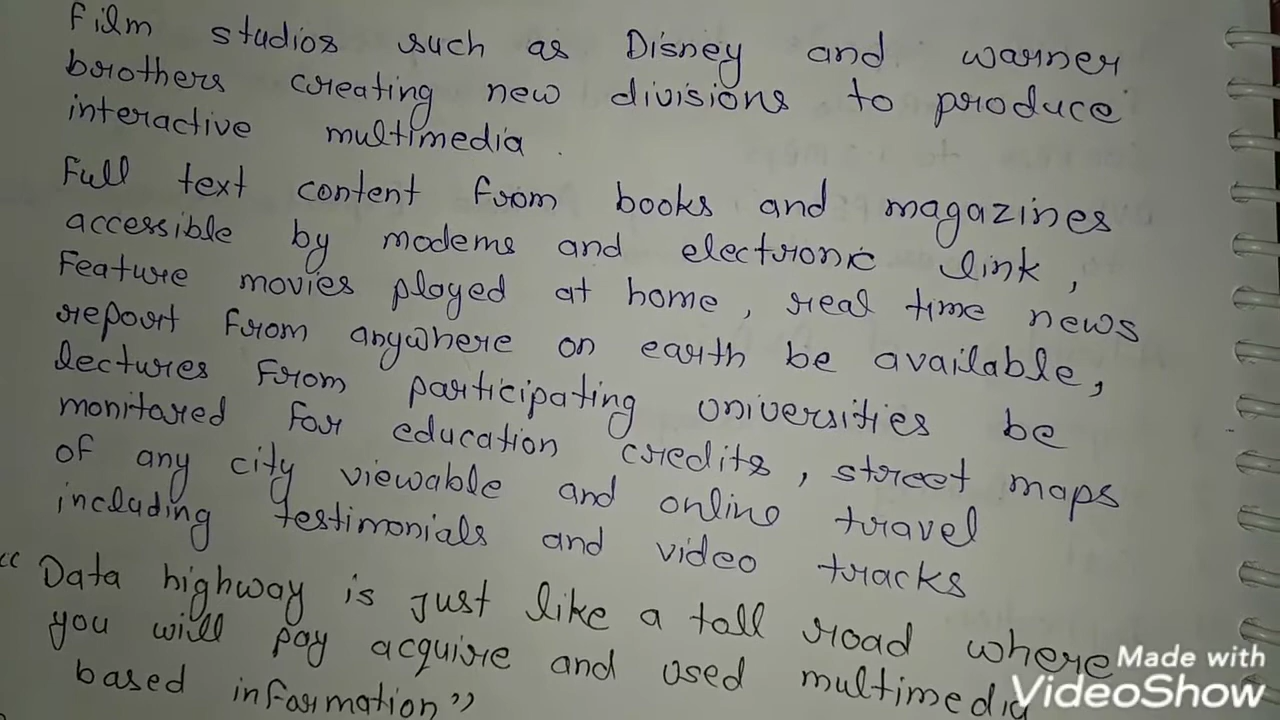 Film studios such as Disney and warner
brothers creating new divisions to produce
interactive multimedia.
Full text content from books and magazines
accessible by modems and electronic link,
Feature movies played at home, real time news
report from anywhere on earth be available,
lectures from participating universities be
monitored for education credits, street maps
of any city viewable and online travel
including testimonials and video tracks
"Data highway is just like a toll road where
you will pay acquire and used multimedia
based information"
Made with
VideoShow